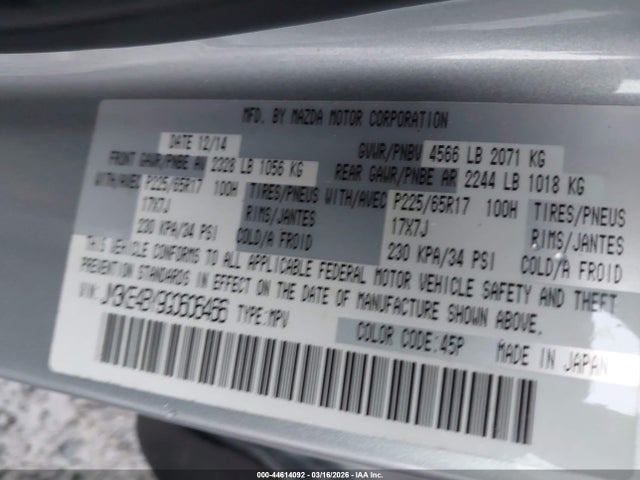 MFD. BY MAZDA MOTOR CORPORATION
DATE 12/14 GVWR/PNBV 4566 LB 2071 KG
FRONT GAWR/PNBE AV 2328 LB 1056 KG REAR GAWR/PNBE AR 2244 LB 1018 KG
WITH/AVEC P225/65R17 100H TIRES/PNEUS WITH/AVEC P225/65R17 100H TIRES/PNEUS
17X7J RIMS/JANTES 17X7J RIMS/JANTES
230 KPA/34 PSI COLD/A FROID 230 KPA/34 PSI COLD/A FROID
THIS VEHICLE CONFORMS TO ALL APPLICABLE FEDERAL MOTOR VEHICLE SAFETY AND THEFT
PREVENTION STANDARDS IN EFFECT ON THE DATE OF MANUFACTURE SHOWN ABOVE.
VIN: TYPE:MPV
COLOR CODE:45P MADE IN JAPAN
000-44614092 - 03/16/2026 - IAA Inc.